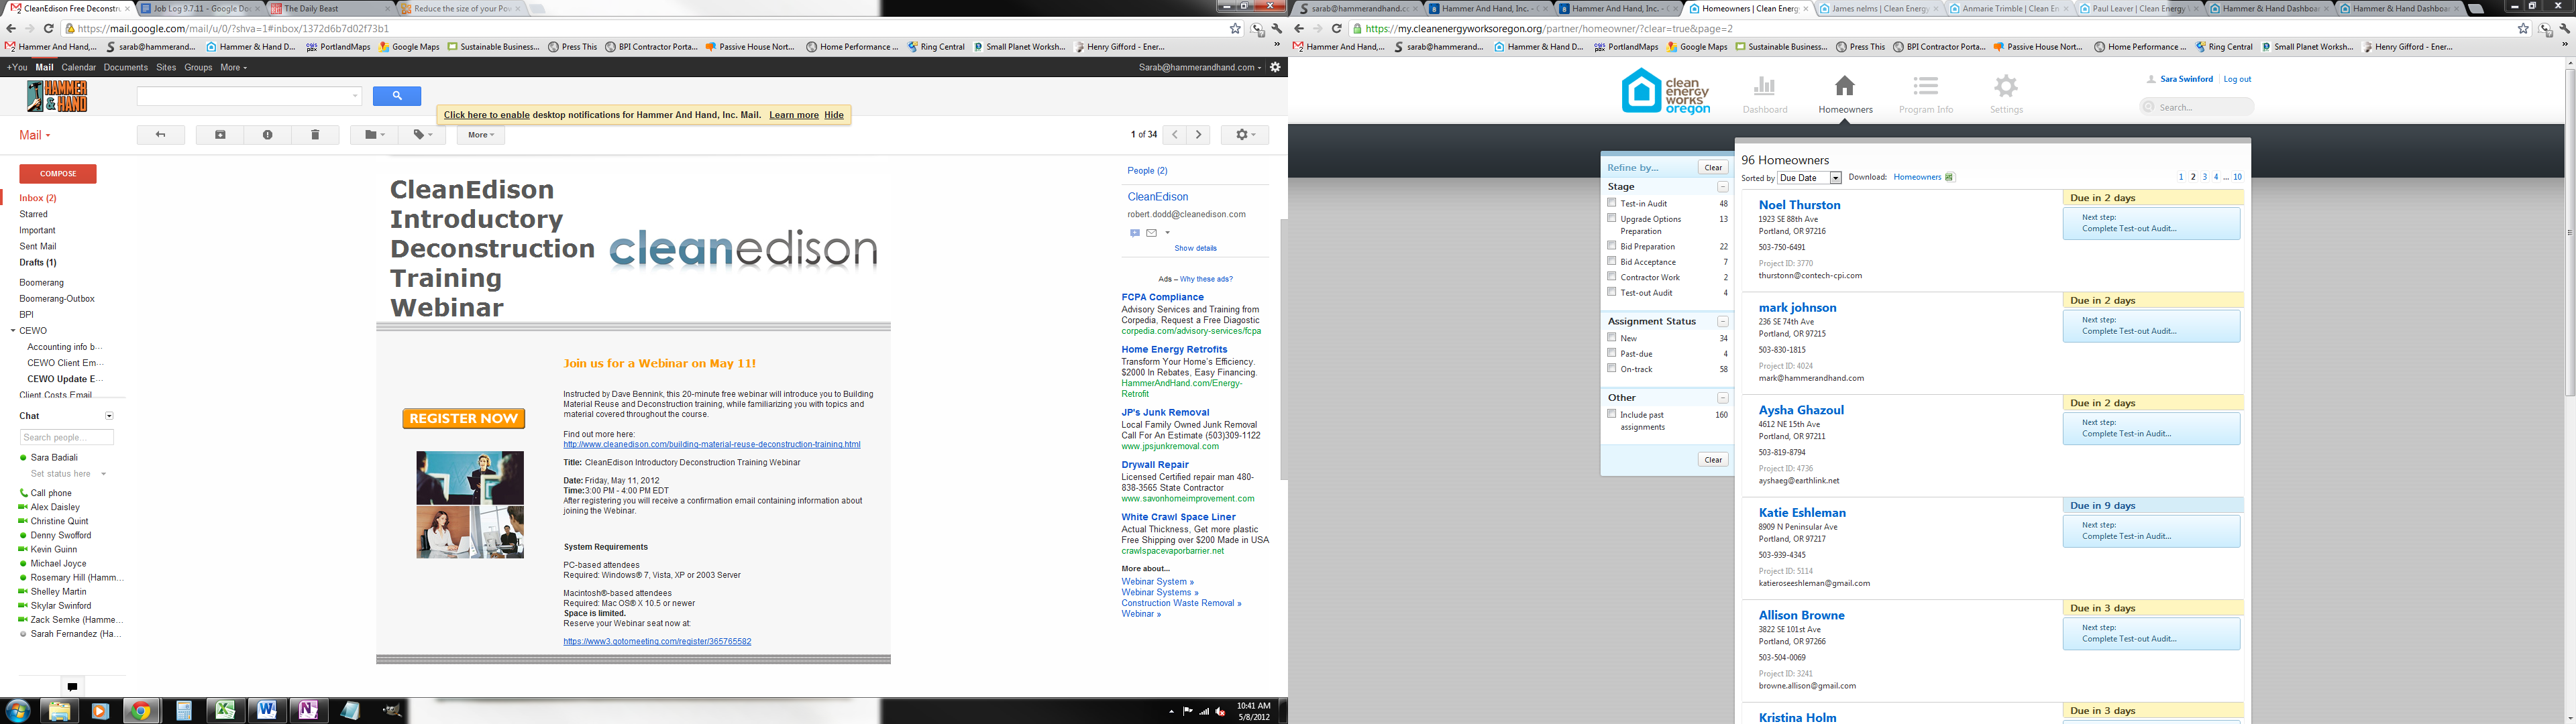 CleanEdison Free Deconstru
Job Log 9.7.11 - Google Do
The Daily Beast
Reduce the size of your Po
https://mail.google.com/mail/u/0/?shva=1#inbox/1372d6b7d02f73b1
Hammer And Hand,... sarab@hammerand... Hammer & Hand D... PortlandMaps Google Maps Sustainable Business... Press This BPI Contractor Porta... Passive House Nort... Home Performance ... Ring Central Small Planet Worksh... Henry Gifford - Ener...
+You Mail Calendar Documents Sites Groups More
Sarab@hammerandhand.com
HAMMER
& HAND
Click here to enable desktop notifications for Hammer And Hand, Inc. Mail. Learn more Hide
Mail
More
1 of 34
COMPOSE
Inbox (2)
Starred
Important
Sent Mail
Drafts (1)
Boomerang
Boomerang-Outbox
BPI
CEWO
Accounting info b...
CEWO Client Em...
CEWO Update E...
Client Costs Email
Chat
Search people...
Sara Badiali
Set status here
Call phone
Alex Daisley
Christine Quint
Denny Swofford
Kevin Guinn
Michael Joyce
Rosemary Hill (Hamm...
Shelley Martin
Skylar Swinford
Zack Semke (Hamme...
Sarah Fernandez (Ha...
CleanEdison
Introductory
Deconstruction
Training
Webinar
cleanedison
Join us for a Webinar on May 11!
REGISTER NOW
Instructed by Dave Bennink, this 20-minute free webinar will introduce you to Building
Material Reuse and Deconstruction training, while familiarizing you with topics and
material covered throughout the course.
Find out more here:
http://www.cleanedison.com/building-material-reuse-deconstruction-training.html
Title: CleanEdison Introductory Deconstruction Training Webinar
Date: Friday, May 11, 2012
Time:3:00 PM - 4:00 PM EDT
After registering you will receive a confirmation email containing information about
joining the Webinar.
System Requirements
PC-based attendees
Required: Windows® 7, Vista, XP or 2003 Server
Macintosh®-based attendees
Required: Mac OS® X 10.5 or newer
Space is limited.
Reserve your Webinar seat now at:
https://www3.gotomeeting.com/register/365765582
People (2)
CleanEdison
robert.dodd@cleanedison.com
Show details
Ads – Why these ads?
FCPA Compliance
Advisory Services and Training from
Corpedia, Request a Free Diagostic
corpedia.com/advisory-services/fcpa
Home Energy Retrofits
Transform Your Home's Efficiency.
$2000 In Rebates, Easy Financing.
HammerAndHand.com/Energy-
Retrofit
JP's Junk Removal
Local Family Owned Junk Removal
Call For An Estimate (503)309-1122
www.jpsjunkremoval.com
Drywall Repair
Licensed Certified repair man 480-
838-3565 State Contractor
www.savonhomeimprovement.com
White Crawl Space Liner
Actual Thickness, Get more plastic
Free Shipping over $200 Made in USA
crawlspacevaporbarrier.net
More about...
Webinar System »
Webinar Systems »
Construction Waste Removal »
Webinar »
10:41 AM
5/8/2012
sarab@hammerandhand.co
Hammer And Hand, Inc. - C
Hammer And Hand, Inc. - C
Homeowners | Clean Energ
James nelms | Clean Energy
Anmarie Trimble | Clean En
Paul Leaver | Clean Energy
Hammer & Hand Dashboa
Hammer & Hand Dashboa
https://my.cleanenergyworksoregon.org/partner/homeowner/?clear=true&page=2
Hammer And Hand,... sarab@hammerand... Hammer & Hand D... PortlandMaps Google Maps Sustainable Business... Press This BPI Contractor Porta... Passive House Nort... Home Performance ... Ring Central Small Planet Worksh... Henry Gifford - Ener...
clean
energy
works
oregon
Dashboard
Homeowners
Program Info
Settings
Sara Swinford
Log out
Search...
Refine by...
Clear
Stage
Test-in Audit 48
Upgrade Options 13
Preparation
Bid Preparation 22
Bid Acceptance 7
Contractor Work 2
Test-out Audit 4
Assignment Status
New 34
Past-due 4
On-track 58
Other
Include past 160
assignments
Clear
96 Homeowners
Sorted by Due Date Download: Homeowners
1 2 3 4 ... 10
Noel Thurston
1923 SE 88th Ave
Portland, OR 97216
503-750-6491
Project ID: 3770
thurstonn@contech-cpi.com
Due in 2 days
Next step:
Complete Test-out Audit...
mark johnson
236 SE 74th Ave
Portland, OR 97215
503-830-1815
Project ID: 4024
mark@hammerandhand.com
Due in 2 days
Next step:
Complete Test-out Audit...
Aysha Ghazoul
4612 NE 15th Ave
Portland, OR 97211
503-819-8794
Project ID: 4736
ayshaeg@earthlink.net
Due in 2 days
Next step:
Complete Test-in Audit...
Katie Eshleman
8909 N Peninsular Ave
Portland, OR 97217
503-939-4345
Project ID: 5114
katieroseeshleman@gmail.com
Due in 9 days
Next step:
Complete Test-in Audit...
Allison Browne
3822 SE 101st Ave
Portland, OR 97266
503-504-0069
Project ID: 3241
browne.allison@gmail.com
Due in 3 days
Next step:
Complete Test-out Audit...
Kristina Holm
Due in 3 days